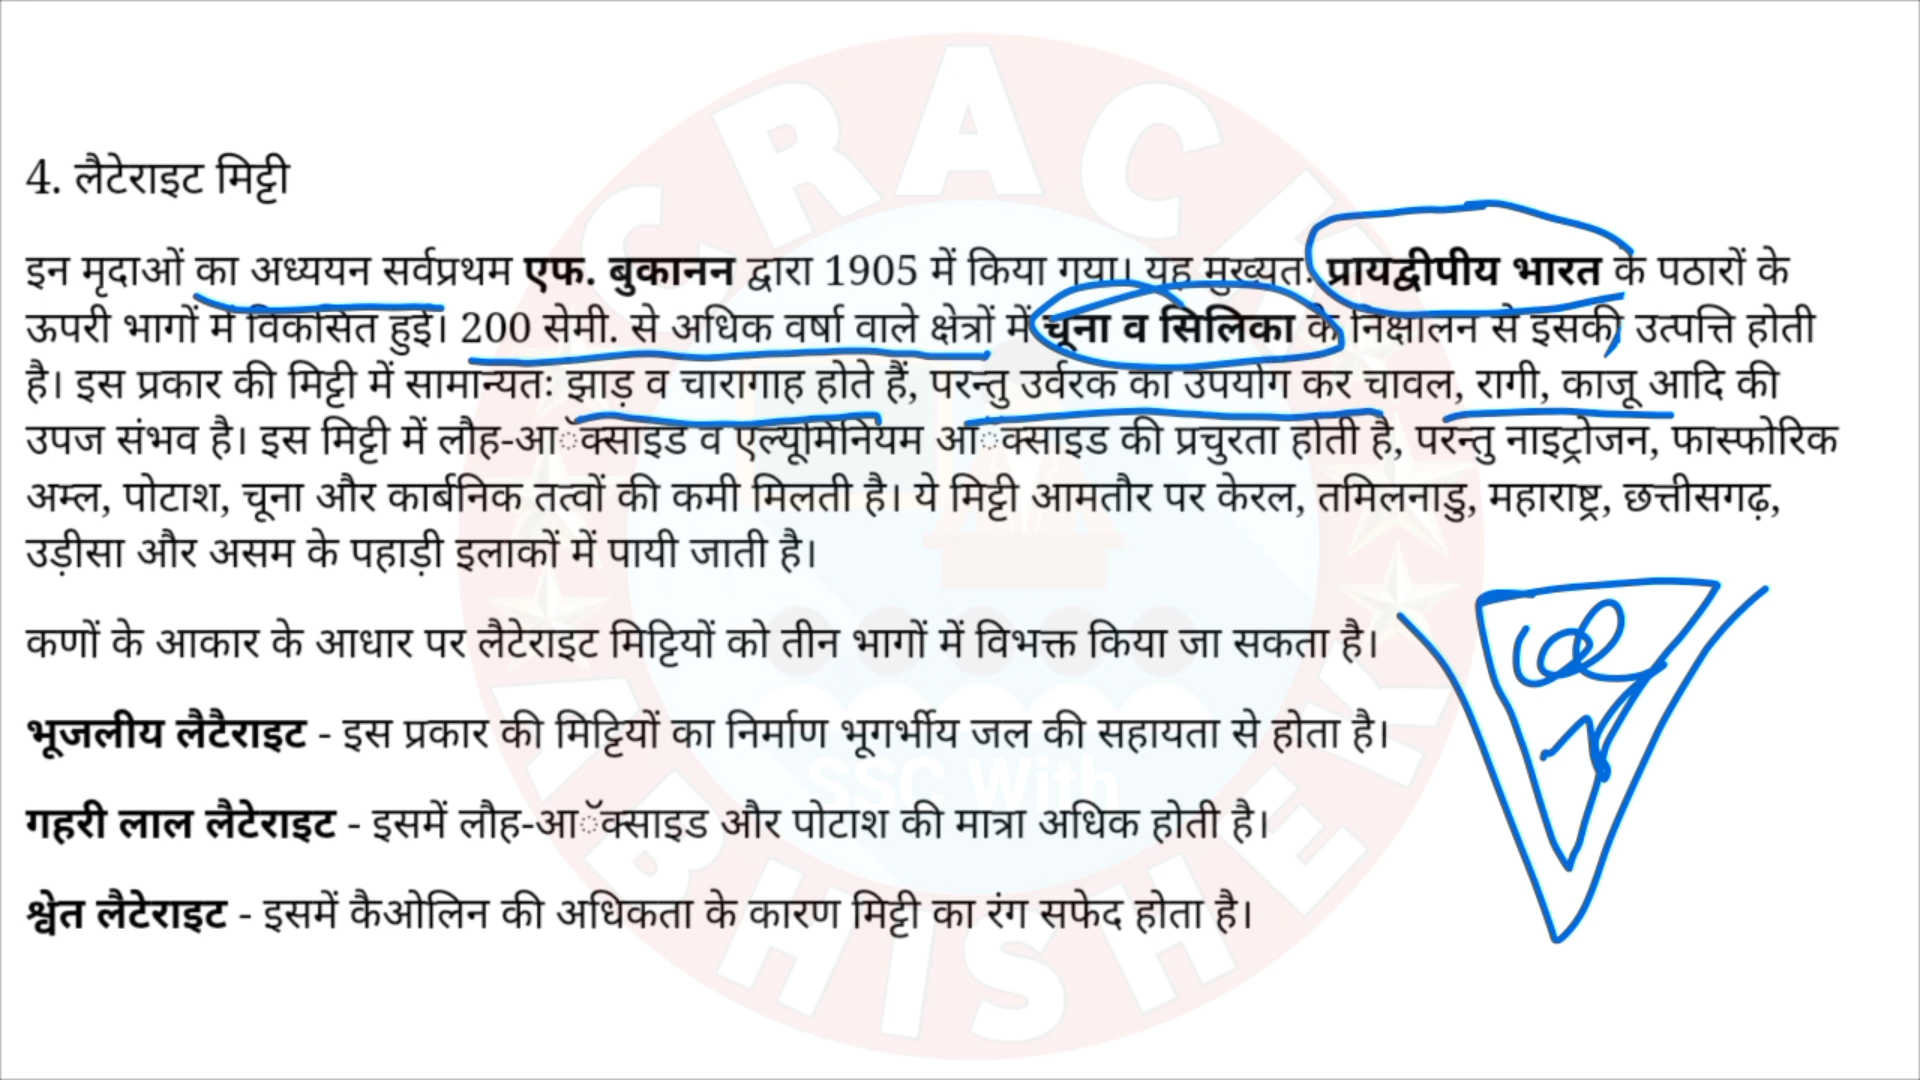 4. लैटेराइट मिट्टी
इन मृदाओं का अध्ययन सर्वप्रथम एफ. बुकानन द्वारा 1905 में किया गया। यह मुख्यत: प्रायद्वीपीय भारत के पठारों के
ऊपरी भागों में विकसित हुई। 200 सेमी. से अधिक वर्षा वाले क्षेत्रों में चूना व सिलिका के निक्षालन से इसकी उत्पत्ति होती
है। इस प्रकार की मिट्टी में सामान्यतः झाड़ व चारागाह होते हैं, परन्तु उर्वरक का उपयोग कर चावल, रागी, काजू आदि की
उपज संभव है। इस मिट्टी में लौह-आॅक्साइड व एल्यूमिनियम आॅक्साइड की प्रचुरता होती है, परन्तु नाइट्रोजन, फास्फोरिक
अम्ल, पोटाश, चूना और कार्बनिक तत्वों की कमी मिलती है। ये मिट्टी आमतौर पर केरल, तमिलनाडु, महाराष्ट्र, छत्तीसगढ़,
उड़ीसा और असम के पहाड़ी इलाकों में पायी जाती है।
कणों के आकार के आधार पर लैटेराइट मिट्टियों को तीन भागों में विभक्त किया जा सकता है।
भूजलीय लैटैराइट - इस प्रकार की मिट्टियों का निर्माण भूगर्भीय जल की सहायता से होता है।
गहरी लाल लैटेराइट - इसमें लौह-आॅक्साइड और पोटाश की मात्रा अधिक होती है।
श्वेत लैटेराइट - इसमें कैओलिन की अधिकता के कारण मिट्टी का रंग सफेद होता है।
CRACK
SSC With
ABHISHEK